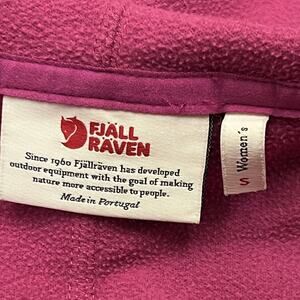 FJÄLL
RÄVEN
Since 1960 Fjällräven has developed
outdoor equipment with the goal of making
nature more accessible to people.
Made in Portugal
Women's
S